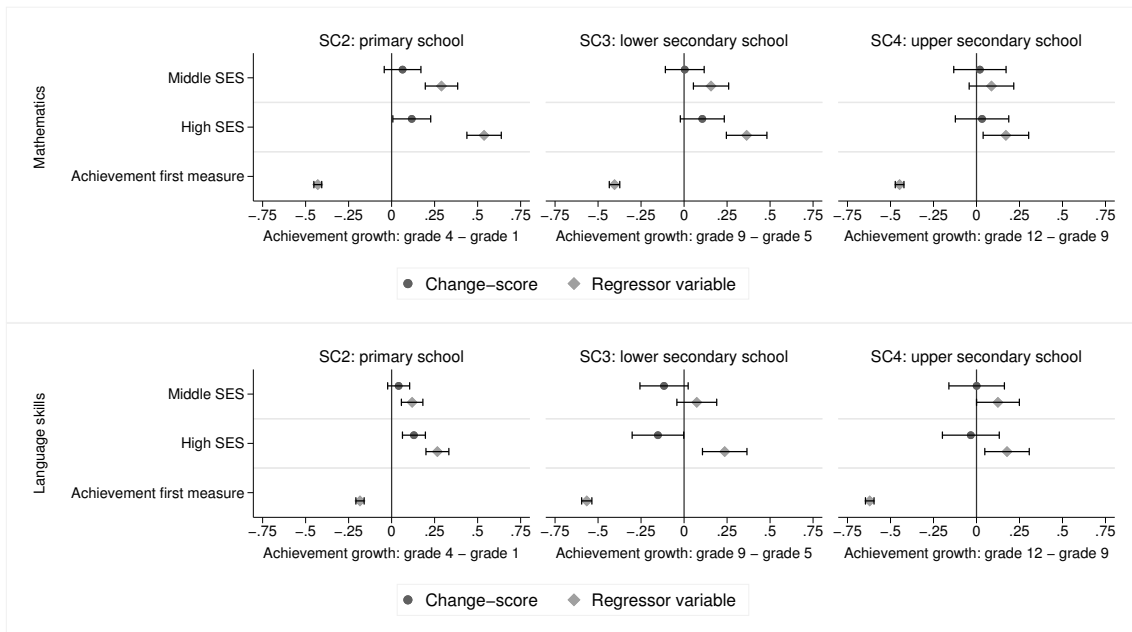 SC2: primary school
SC3: lower secondary school
SC4: upper secondary school
Mathematics
Middle SES
High SES
Achievement first measure
−.75 −.5 −.25 0 .25 .5 .75
−.75 −.5 −.25 0 .25 .5 .75
−.75 −.5 −.25 0 .25 .5 .75
Achievement growth: grade 4 − grade 1
Achievement growth: grade 9 − grade 5
Achievement growth: grade 12 − grade 9
Change−score
Regressor variable
SC2: primary school
SC3: lower secondary school
SC4: upper secondary school
Language skills
Middle SES
High SES
Achievement first measure
−.75 −.5 −.25 0 .25 .5 .75
−.75 −.5 −.25 0 .25 .5 .75
−.75 −.5 −.25 0 .25 .5 .75
Achievement growth: grade 4 − grade 1
Achievement growth: grade 9 − grade 5
Achievement growth: grade 12 − grade 9
Change−score
Regressor variable